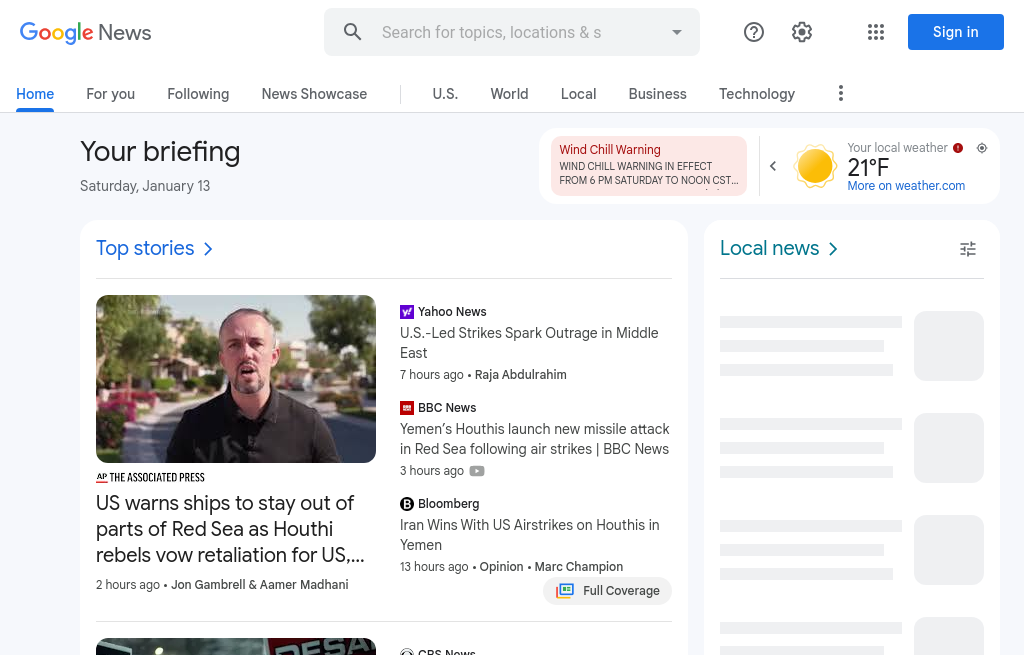 Google News
Search for topics, locations & s
Sign in
Home
For you
Following
News Showcase
U.S.
World
Local
Business
Technology
Your briefing
Saturday, January 13
Wind Chill Warning
WIND CHILL WARNING IN EFFECT
FROM 6 PM SATURDAY TO NOON CST...
Your local weather
21°F
More on weather.com
Top stories
Local news
AP THE ASSOCIATED PRESS
US warns ships to stay out of
parts of Red Sea as Houthi
rebels vow retaliation for US,...
2 hours ago • Jon Gambrell & Aamer Madhani
Yahoo News
U.S.-Led Strikes Spark Outrage in Middle
East
7 hours ago • Raja Abdulrahim
BBC News
Yemen's Houthis launch new missile attack
in Red Sea following air strikes | BBC News
3 hours ago
B Bloomberg
Iran Wins With US Airstrikes on Houthis in
Yemen
13 hours ago • Opinion • Marc Champion
Full Coverage
CBS News